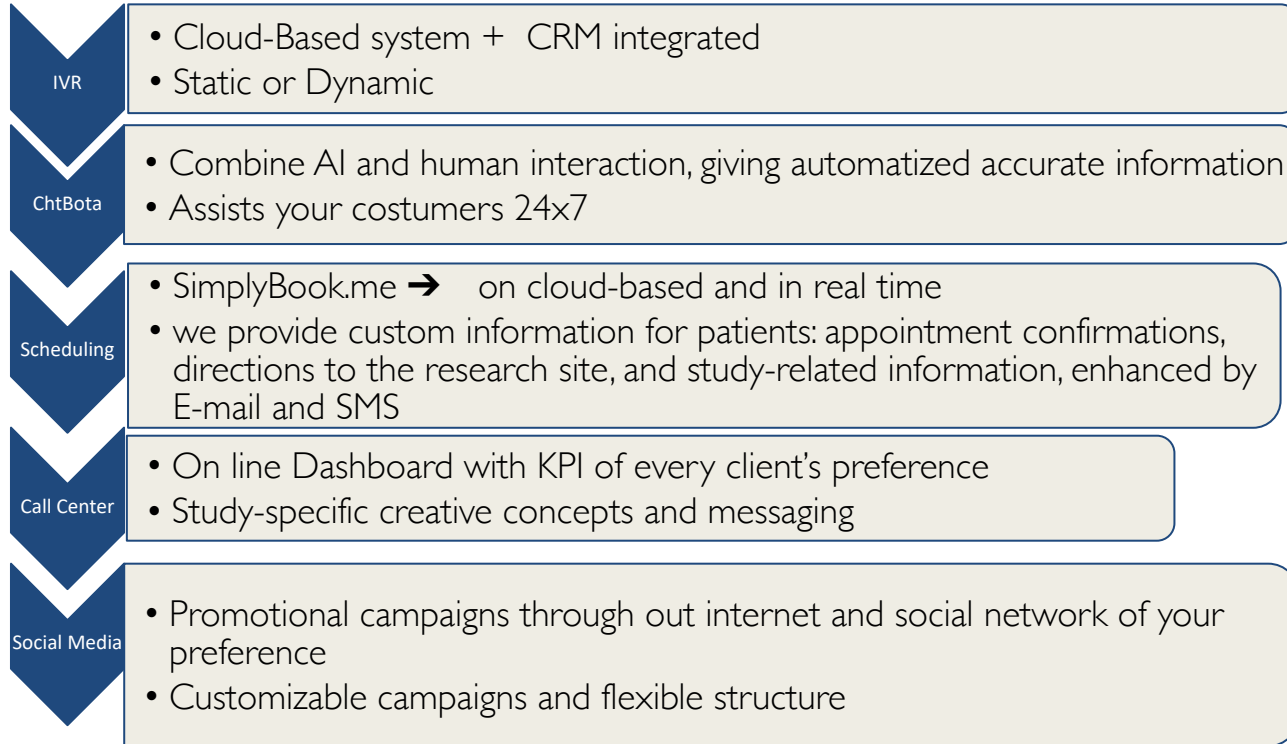 IVR
• Cloud-Based system + CRM integrated
• Static or Dynamic
ChtBota
• Combine AI and human interaction, giving automatized accurate information
• Assists your costumers 24x7
Scheduling
• SimplyBook.me ➔ on cloud-based and in real time
• we provide custom information for patients: appointment confirmations,
directions to the research site, and study-related information, enhanced by
E-mail and SMS
Call Center
• On line Dashboard with KPI of every client's preference
• Study-specific creative concepts and messaging
Social Media
• Promotional campaigns through out internet and social network of your
preference
• Customizable campaigns and flexible structure